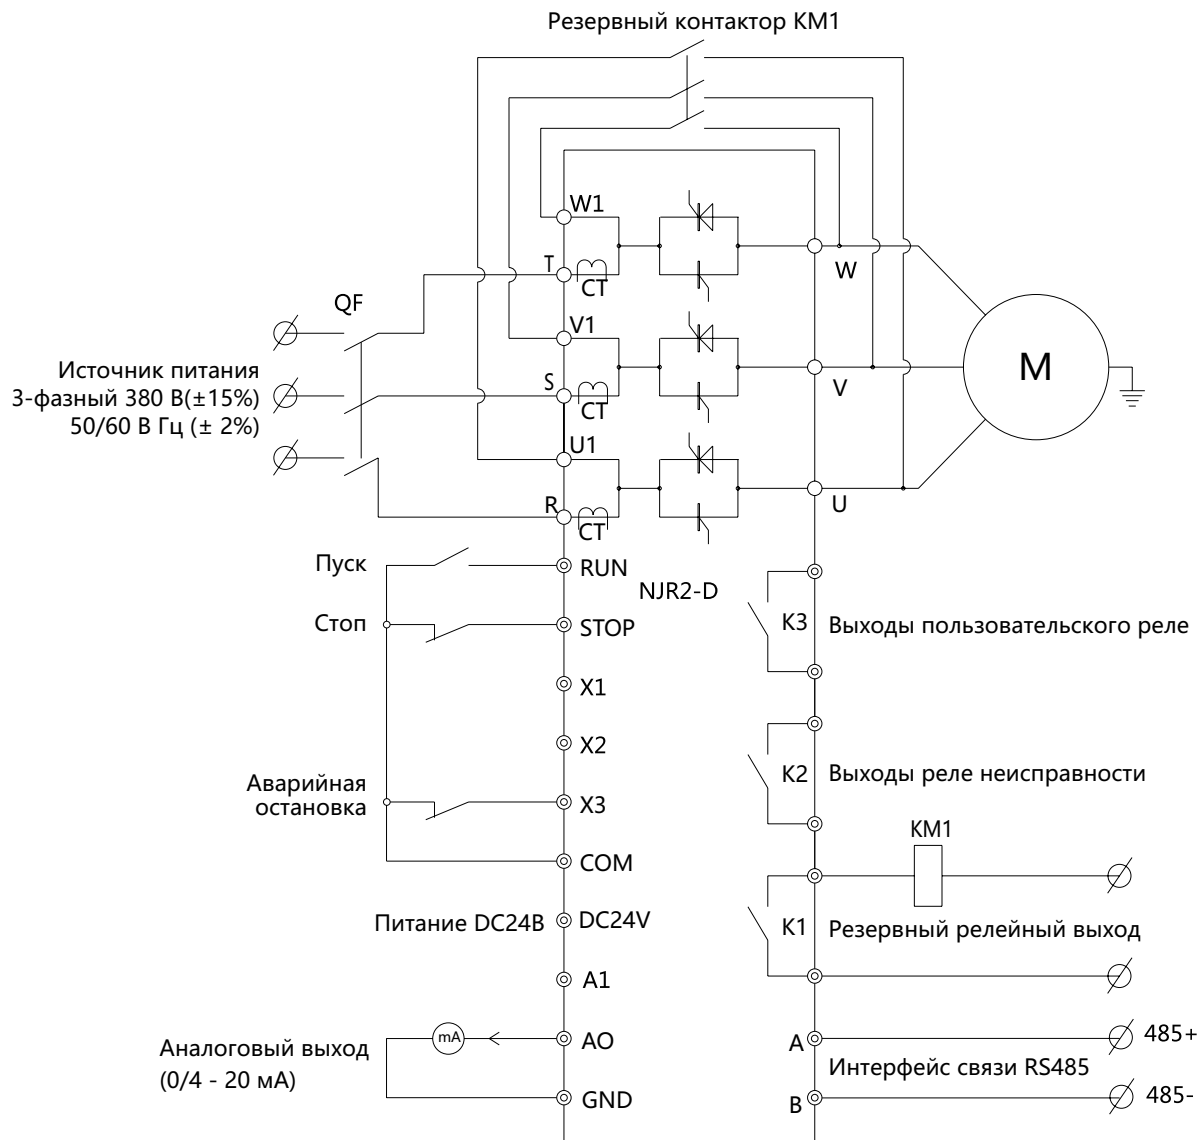 Резервный контактор KM1
W1
T
CT
W
QF
V1
Источник питания
3-фазный 380 В(±15%)
50/60 В Гц (± 2%)
S
CT
V
M
U1
R
CT
U
Пуск
RUN
NJR2-D
Стоп
STOP
K3
Выходы пользовательского реле
X1
X2
K2
Выходы реле неисправности
Аварийная
остановка
X3
KM1
COM
Питание DC24В
DC24V
K1
Резервный релейный выход
A1
mA
AO
A
485+
Аналоговый выход
(0/4 - 20 мА)
Интерфейс связи RS485
GND
B
485-